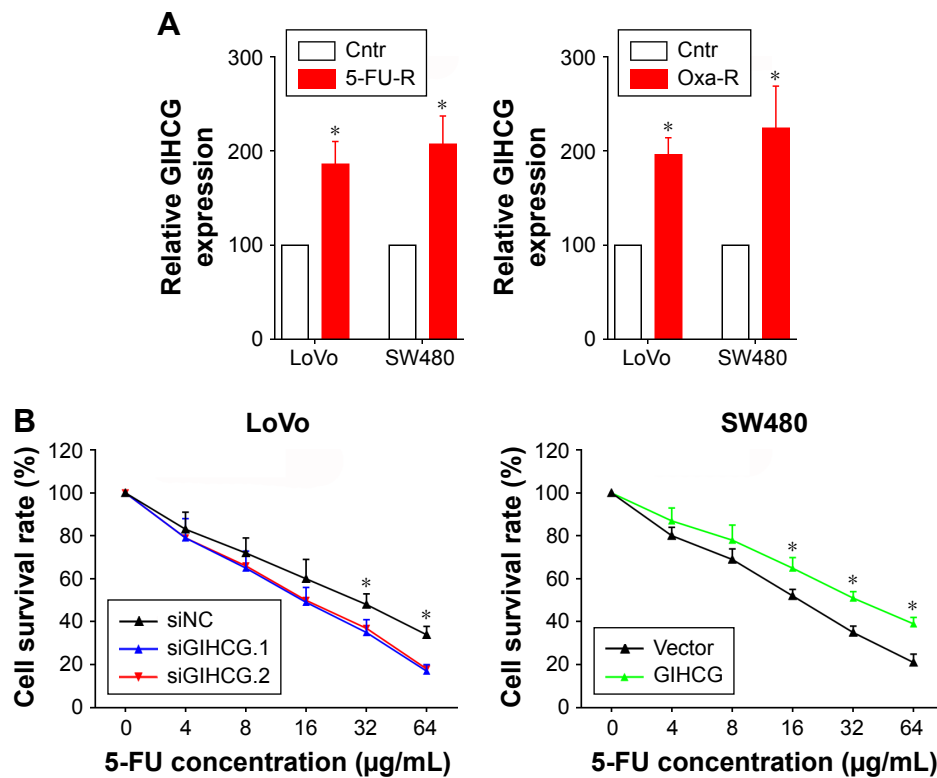 A
Cntr
5-FU-R
Relative GIHCG
expression
300
200
100
0
*
*
LoVo
SW480
Cntr
Oxa-R
Relative GIHCG
expression
300
200
100
0
*
*
LoVo
SW480
B
LoVo
Cell survival rate (%)
120
100
80
60
40
20
0
*
*
siNC
siGIHCG.1
siGIHCG.2
0 4 8 16 32 64
5-FU concentration (µg/mL)
SW480
Cell survival rate (%)
120
100
80
60
40
20
0
*
*
*
Vector
GIHCG
0 4 8 16 32 64
5-FU concentration (µg/mL)